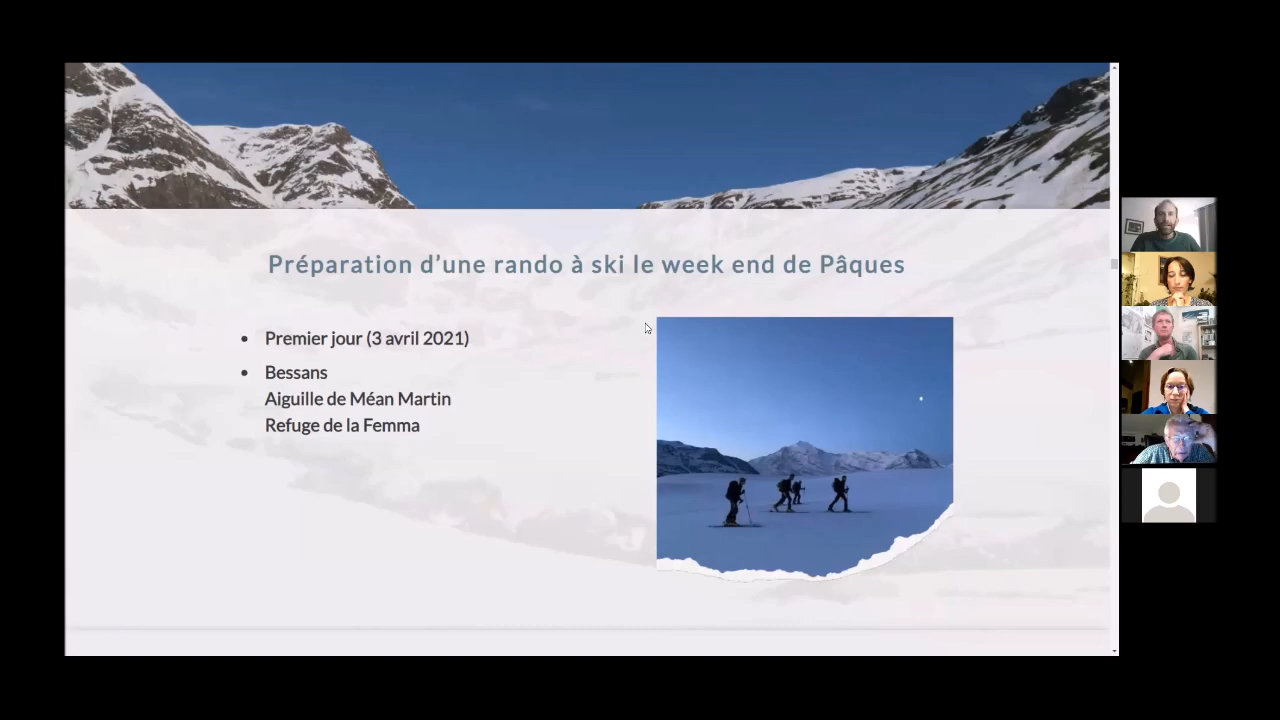 Préparation d’une rando à ski le week end de Pâques
• Premier jour (3 avril 2021)
• Bessans
Aiguille de Méan Martin
Refuge de la Femma